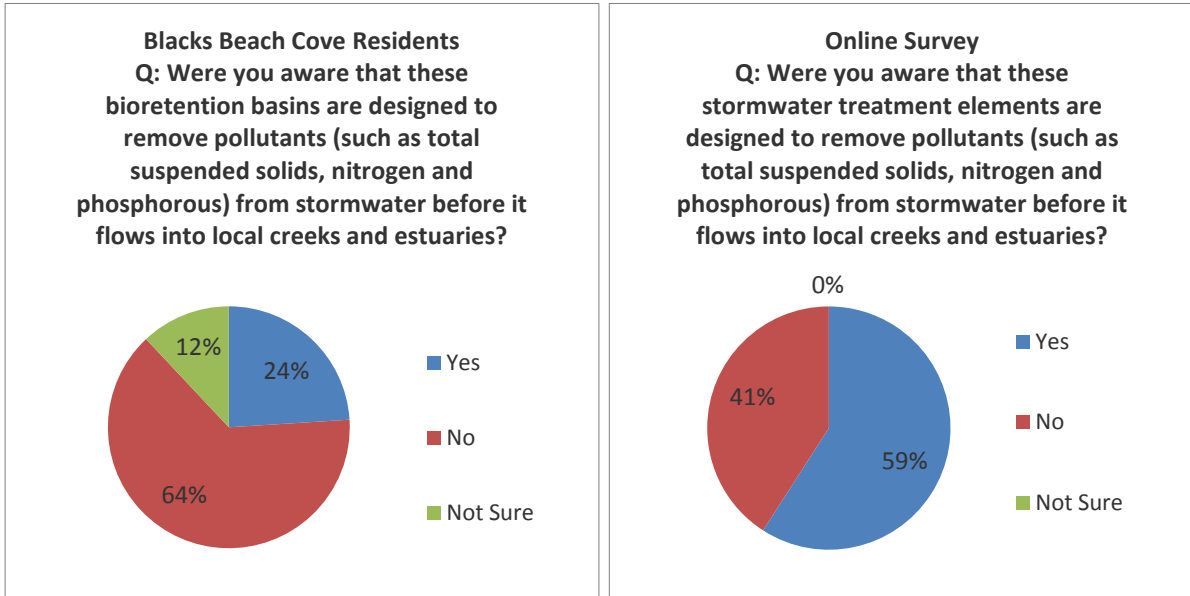 Blacks Beach Cove Residents
Q: Were you aware that these
bioretention basins are designed to
remove pollutants (such as total
suspended solids, nitrogen and
phosphorous) from stormwater before it
flows into local creeks and estuaries?
12%
24%
64%
Yes
No
Not Sure
Online Survey
Q: Were you aware that these
stormwater treatment elements are
designed to remove pollutants (such as
total suspended solids, nitrogen and
phosphorous) from stormwater before it
flows into local creeks and estuaries?
0%
41%
59%
Yes
No
Not Sure